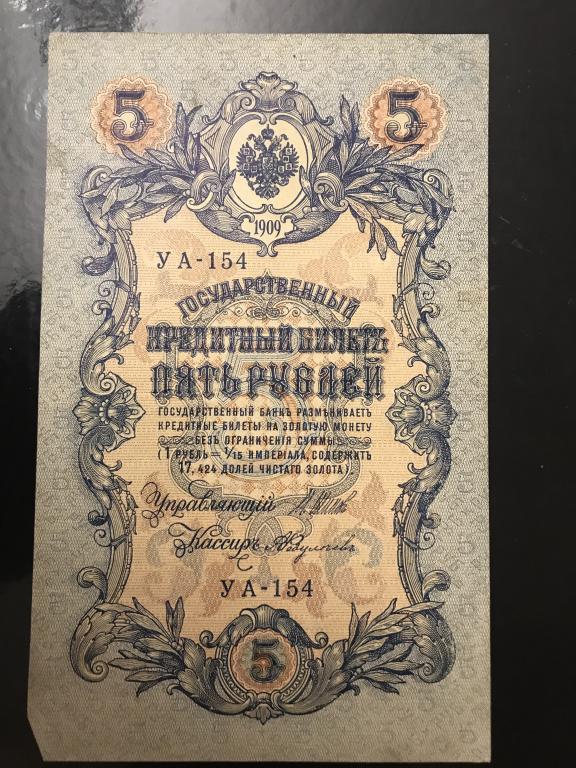 5 5
1909
УА-154
ГОСУДАРСТВЕННЫЙ
КРЕДИТНЫЙ БИЛЕТЪ
ПЯТЬ РУБЛЕЙ
ГОСУДАРСТВЕННЫЙ БАНКЪ РАЗМѢНИВАЕТЪ
КРЕДИТНЫЕ БИЛЕТЫ НА ЗОЛОТУЮ МОНЕТУ
БЕЗЪ ОГРАНИЧЕНІЯ СУММЫ
(1 РУБЛЬ = 1/15 ИМПЕРІАЛА, СОДЕРЖИТЪ
17,424 ДОЛЕЙ ЧИСТАГО ЗОЛОТА).
Управляющій
Кассиръ
УА-154
5